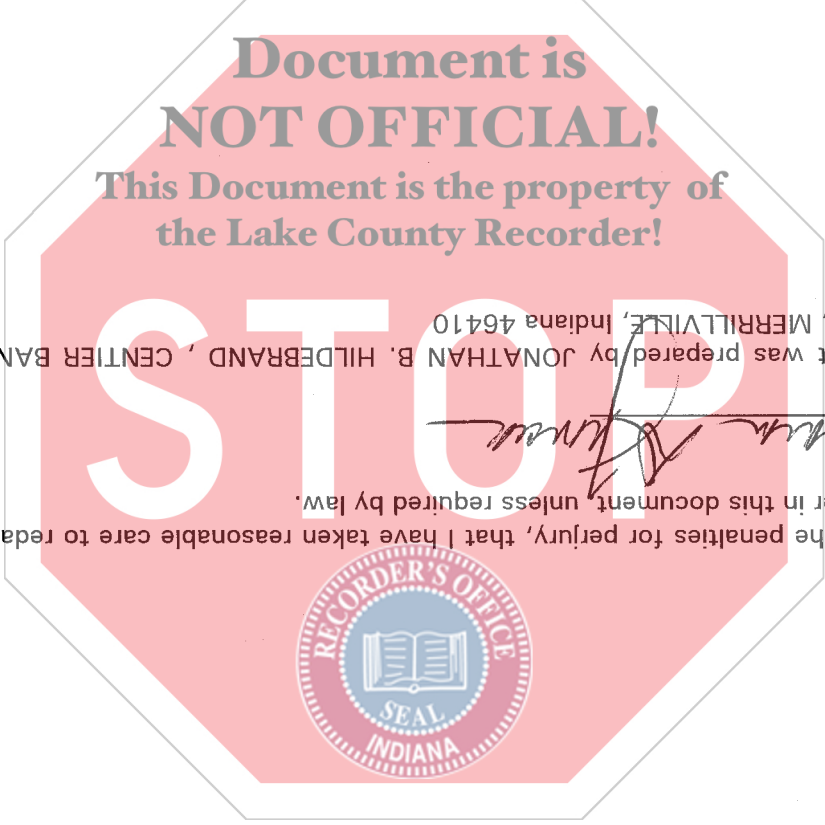 Document is
NOT OFFICIAL!
This Document is the property of
the Lake County Recorder!
STOP
RECORDER'S OFFICE
SEAL
INDIANA
he penalties for perjury, that I have taken reasonable care to reda
er in this document, unless required by law.
t was prepared by JONATHAN B. HILDEBRAND , CENTIER BAN
, MERRILLVILLE, Indiana 46410